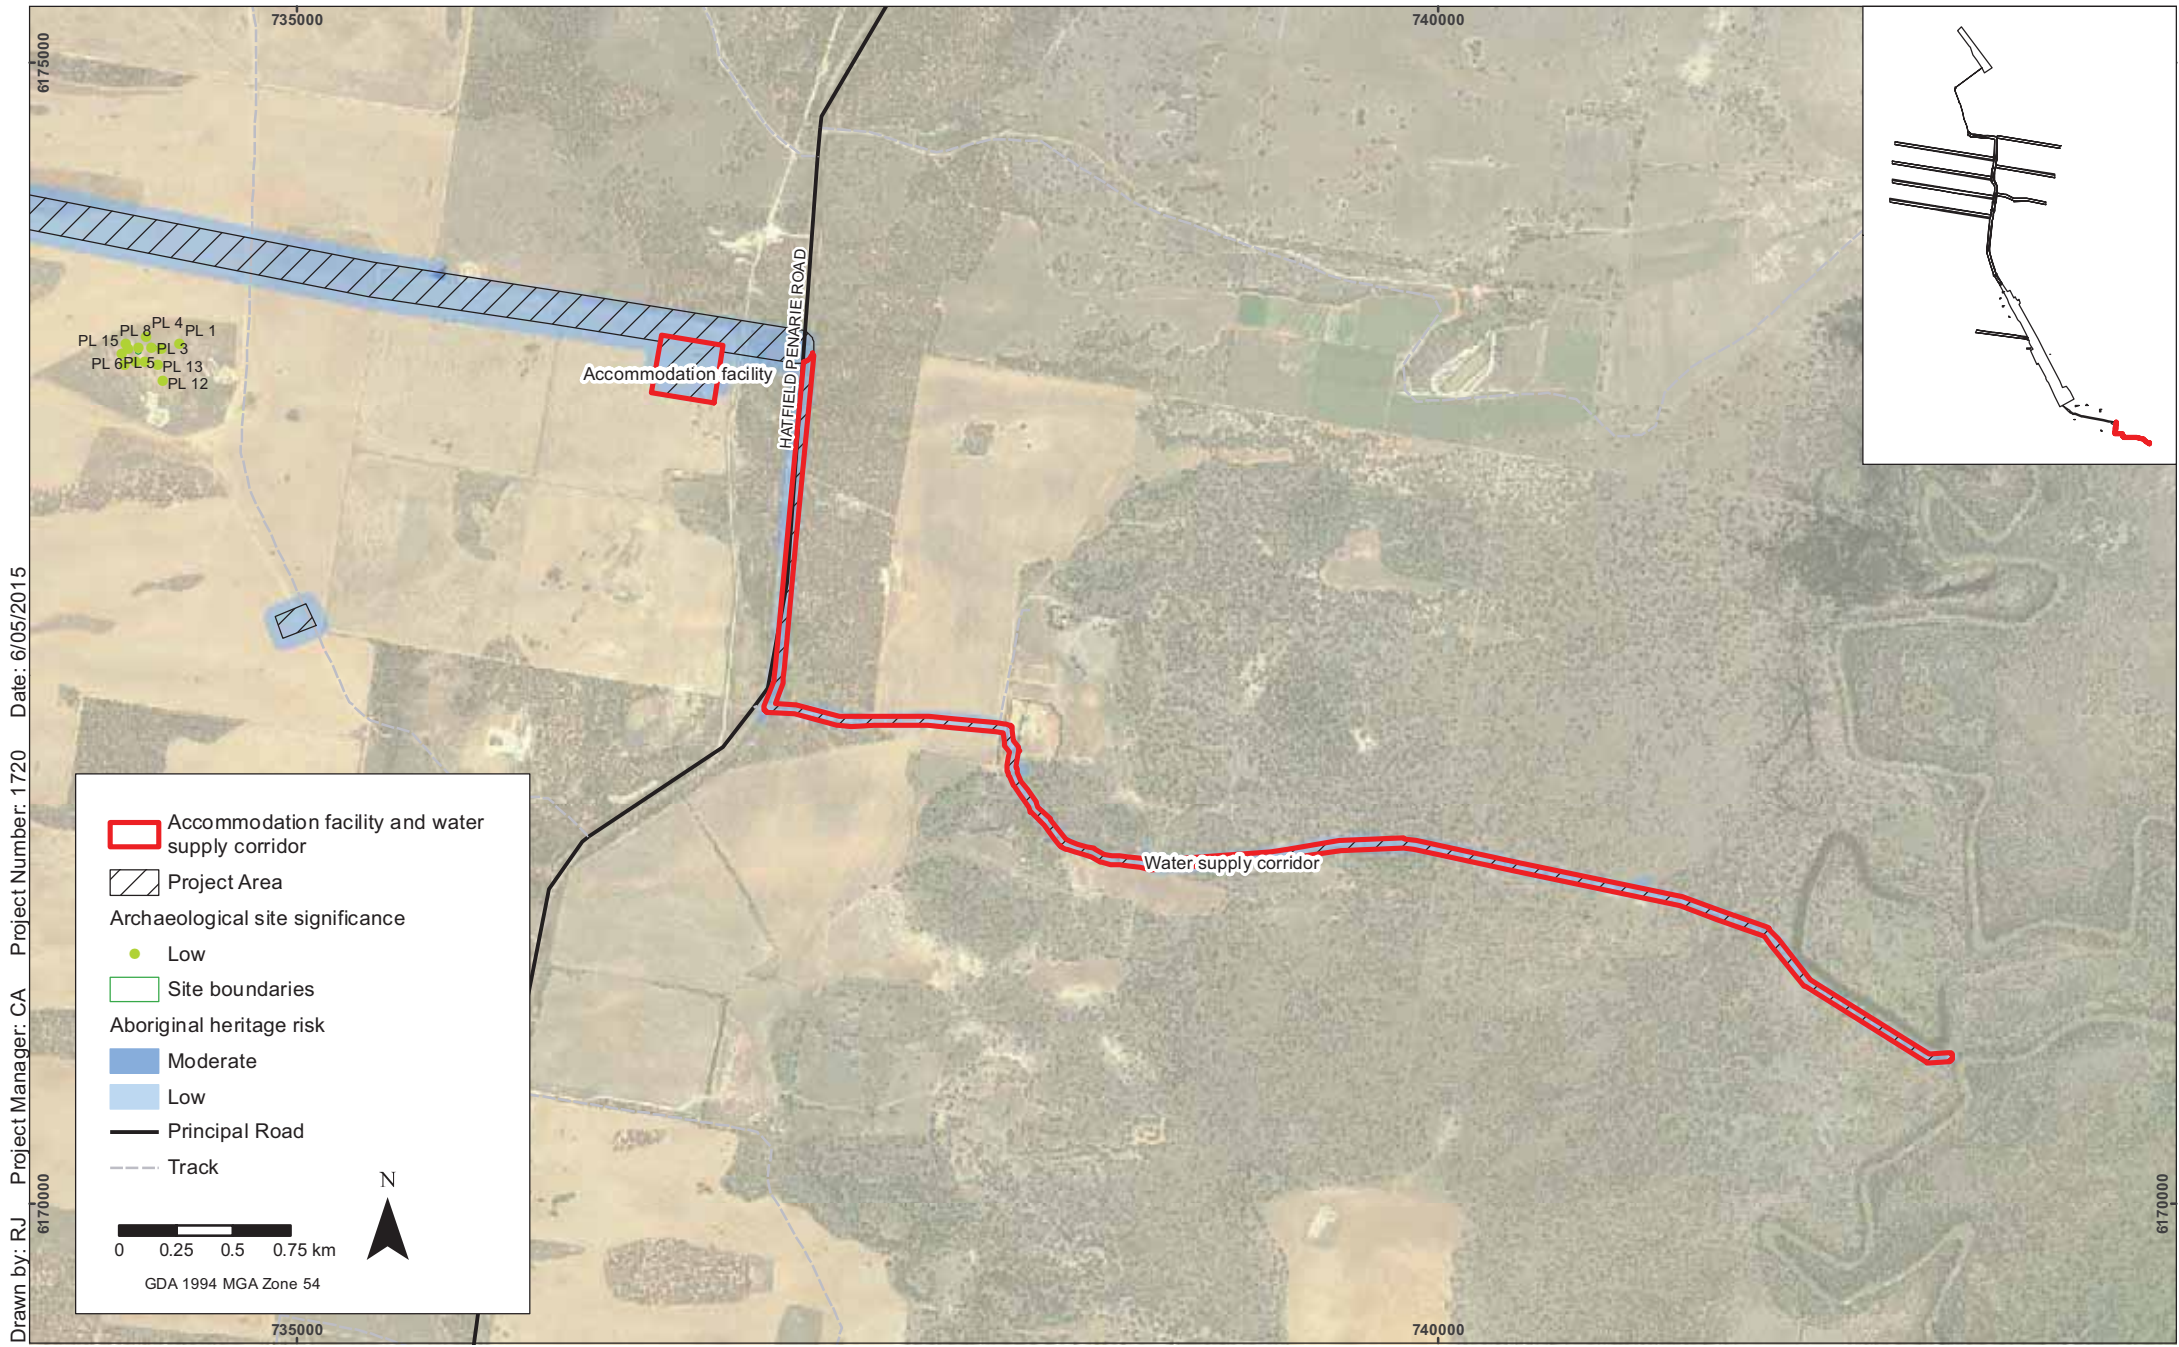 735000
740000
6175000
HATFIELD PENARIE ROAD
PL 4
PL 8
PL 1
PL 15
PL 3
PL 6
PL 5
PL 13
PL 12
Accommodation facility
Water supply corridor
Accommodation facility and water
supply corridor
Project Area
Archaeological site significance
Low
Site boundaries
Aboriginal heritage risk
Moderate
Low
Principal Road
Track
N
0 0.25 0.5 0.75 km
GDA 1994 MGA Zone 54
6170000
6170000
735000
740000
Drawn by: RJ Project Manager: CA Project Number: 1720 Date: 6/05/2015